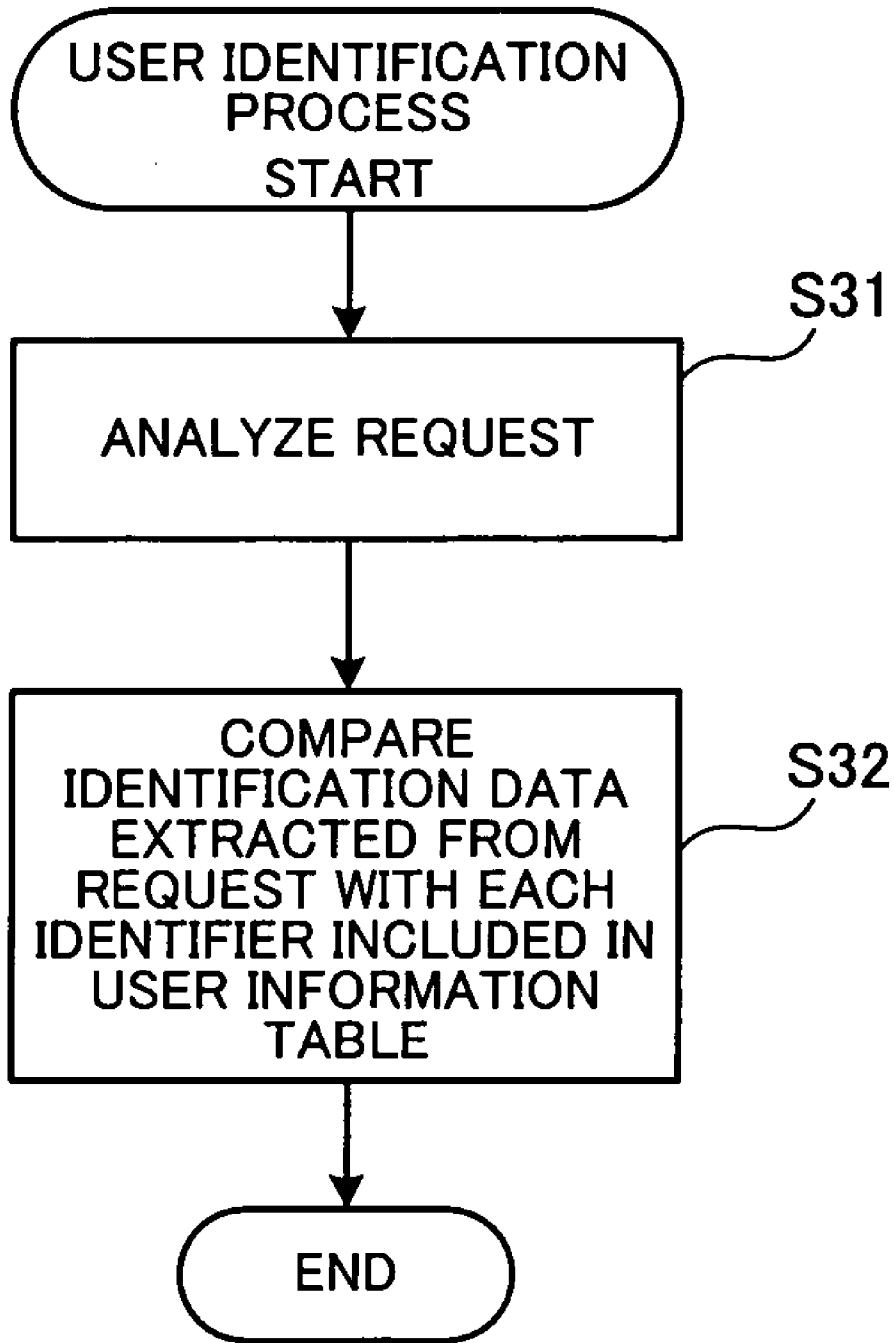 USER IDENTIFICATION
PROCESS
START
S31
ANALYZE REQUEST
S32
COMPARE
IDENTIFICATION DATA
EXTRACTED FROM
REQUEST WITH EACH
IDENTIFIER INCLUDED IN
USER INFORMATION
TABLE
END